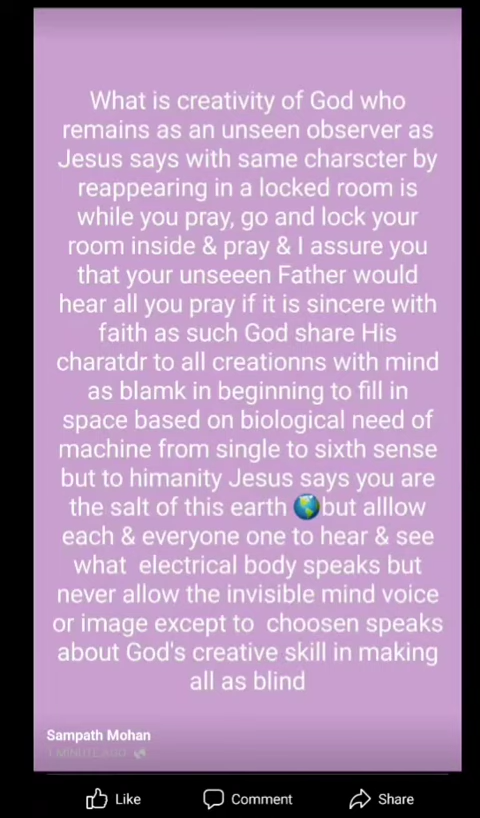 What is creativity of God who
remains as an unseen observer as
Jesus says with same charscter by
reappearing in a locked room is
while you pray, go and lock your
room inside & pray & I assure you
that your unseeen Father would
hear all you pray if it is sincere with
faith as such God share His
charatdr to all creationns with mind
as blamk in beginning to fill in
space based on biological need of
machine from single to sixth sense
but to himanity Jesus says you are
the salt of this earth 🌎but alllow
each & everyone one to hear & see
what  electrical body speaks but
never allow the invisible mind voice
or image except to  choosen speaks
about God's creative skill in making
all as blind
Sampath Mohan
1 MINUTE AGO
Like
Comment
Share